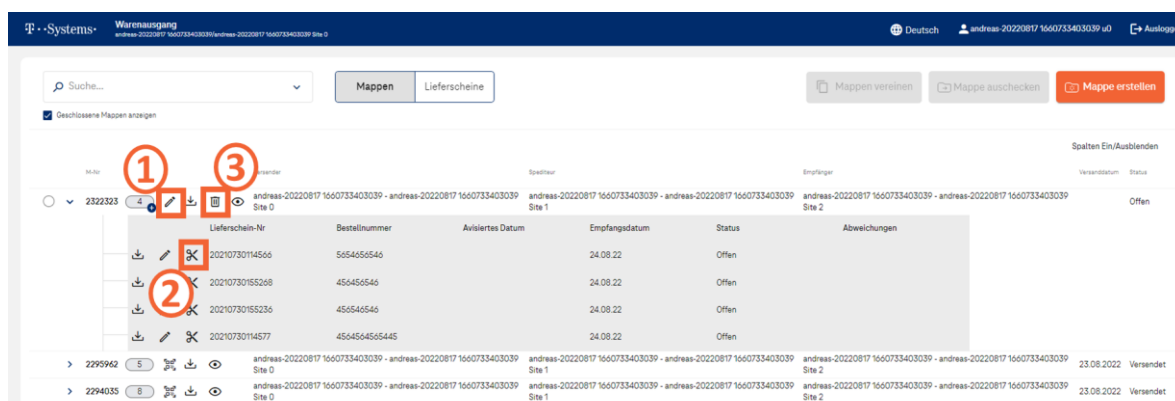 T··Systems·
Warenausgang
andreas-20220817 1660733403039/andreas-20220817 1660733403039 Site 0
Deutsch
andreas-20220817 1660733403039 u0
Auslogge
Suche...
Mappen
Lieferscheine
Mappen vereinen
Mappe auschecken
Mappe erstellen
Geschlossene Mappen anzeigen
Spalten Ein/Ausblenden
1
3
M-Nr
Spediteur
Empfänger
Versanddatum
Status
2322323 4 andreas-20220817 1660733403039 - andreas-20220817 1660733403039 andreas-20220817 1660733403039 - andreas-20220817 1660733403039 andreas-20220817 1660733403039 - andreas-20220817 1660733403039 Offen
Site 0 Site 1 Site 2
Lieferschein-Nr Bestellnummer Avisiertes Datum Empfangsdatum Status Abweichungen
20210730114566 5654656546 24.08.22 Offen
2
20210730155268 456456546 24.08.22 Offen
20210730155236 456546546 24.08.22 Offen
20210730114577 4564564565445 24.08.22 Offen
2295962 5 andreas-20220817 1660733403039 - andreas-20220817 1660733403039 andreas-20220817 1660733403039 - andreas-20220817 1660733403039 andreas-20220817 1660733403039 - andreas-20220817 1660733403039 23.08.2022 Versendet
Site 0 Site 1 Site 2
2294035 8 andreas-20220817 1660733403039 - andreas-20220817 1660733403039 andreas-20220817 1660733403039 - andreas-20220817 1660733403039 andreas-20220817 1660733403039 - andreas-20220817 1660733403039 23.08.2022 Versendet
Site 0 Site 1 Site 2